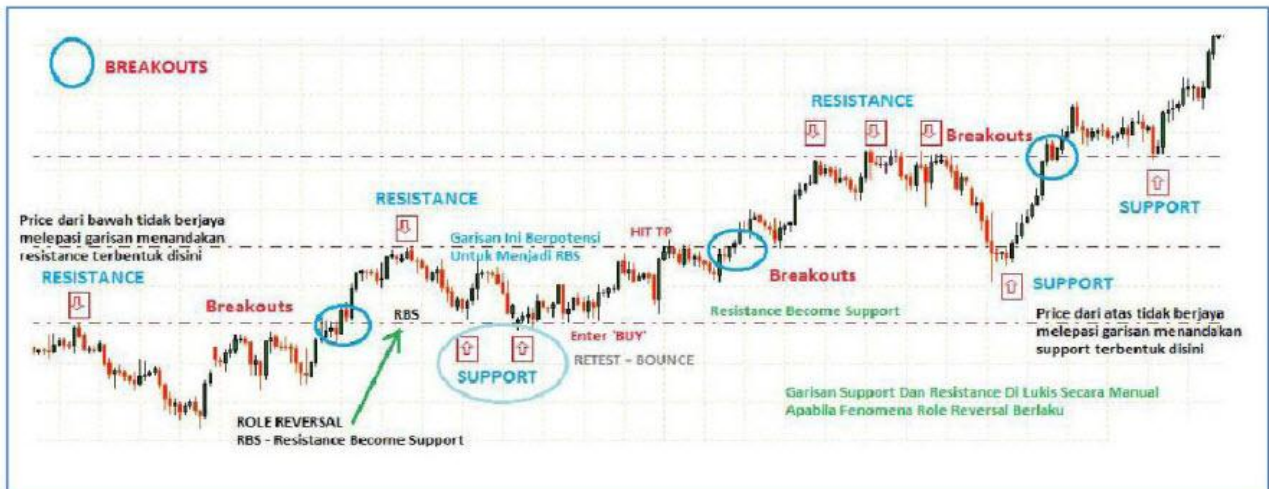 BREAKOUTS
RESISTANCE
Breakouts
SUPPORT
Price dari bawah tidak berjaya
melepasi garisan menandakan
resistance terbentuk disini
RESISTANCE
RESISTANCE
Garisan Ini Berpotensi
Untuk Menjadi RBS
HIT TP
Breakouts
Breakouts
SUPPORT
RBS
Resistance Become Support
Price dari atas tidak berjaya
melepasi garisan menandakan
support terbentuk disini
Enter 'BUY'
RETEST - BOUNCE
SUPPORT
Garisan Support Dan Resistance Di Lukis Secara Manual
Apabila Fenomena Role Reversal Berlaku
ROLE REVERSAL
RBS - Resistance Become Support